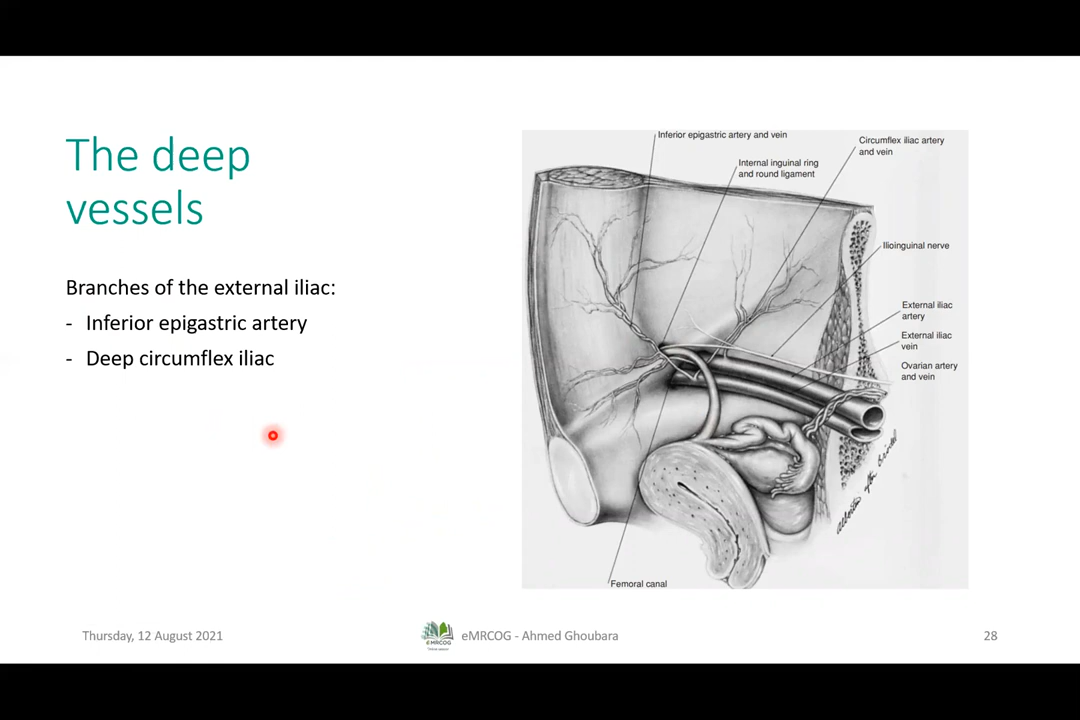 The deep
vessels
Branches of the external iliac:
- Inferior epigastric artery
- Deep circumflex iliac
Inferior epigastric artery and vein
Internal inguinal ring
and round ligament
Circumflex iliac artery
and vein
Ilioinguinal nerve
External iliac
artery
External iliac
vein
Ovarian artery
and vein
Femoral canal
Thursday, 12 August 2021
eMRCOG - Ahmed Ghoubara
28